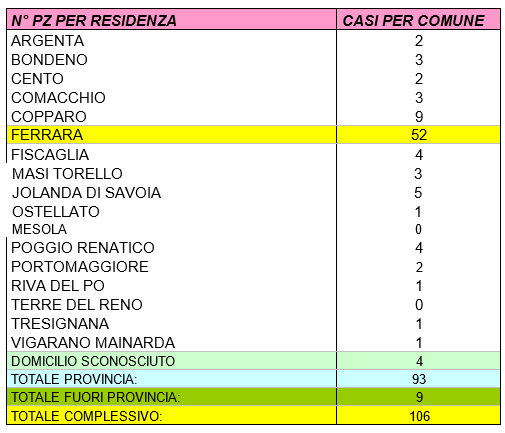 N° PZ PER RESIDENZA CASI PER COMUNE
ARGENTA 2
BONDENO 3
CENTO 2
COMACCHIO 3
COPPARO 9
FERRARA 52
FISCAGLIA 4
MASI TORELLO 3
JOLANDA DI SAVOIA 5
OSTELLATO 1
MESOLA 0
POGGIO RENATICO 4
PORTOMAGGIORE 2
RIVA DEL PO 1
TERRE DEL RENO 0
TRESIGNANA 1
VIGARANO MAINARDA 1
DOMICILIO SCONOSCIUTO 4
TOTALE PROVINCIA: 93
TOTALE FUORI PROVINCIA: 9
TOTALE COMPLESSIVO: 106